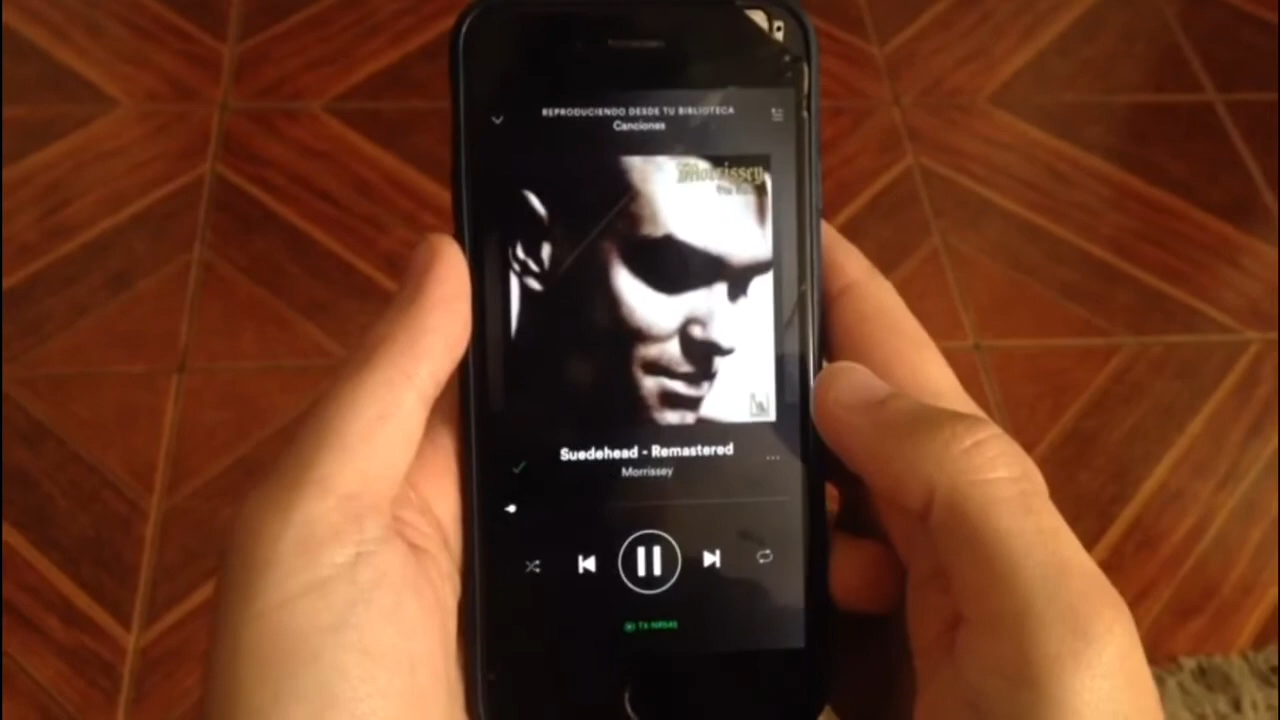 REPRODUCIENDO DESDE TU BIBLIOTECA
Canciones
Morrissey
Suedehead - Remastered
Morrissey